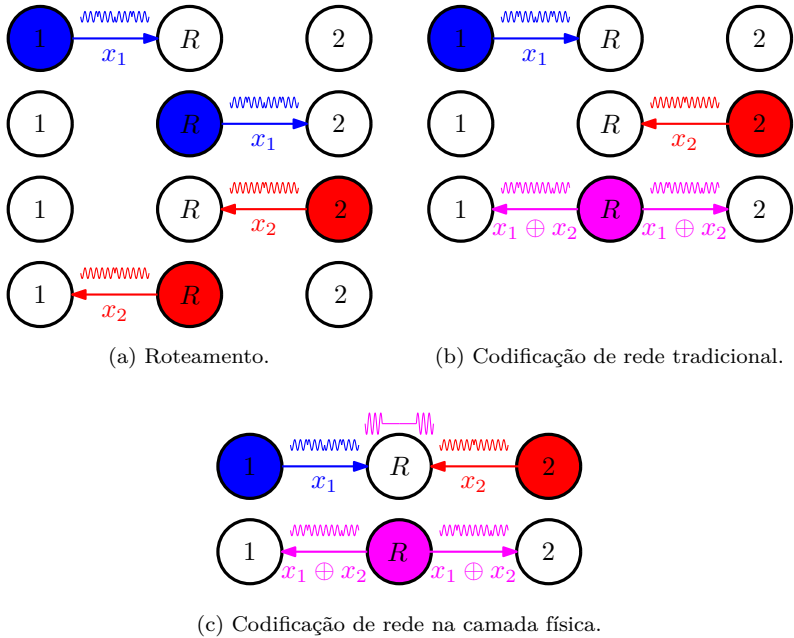 1 R 2 1 R 2
x₁ x₁
1 R 2 1 R 2
x₁ x₂
1 R 2 1 R 2
x₂ x₁ ⊕ x₂ x₁ ⊕ x₂
1 R 2
x₂
(a) Roteamento. (b) Codificação de rede tradicional.
1 R 2
x₁ x₂
1 R 2
x₁ ⊕ x₂ x₁ ⊕ x₂
(c) Codificação de rede na camada física.